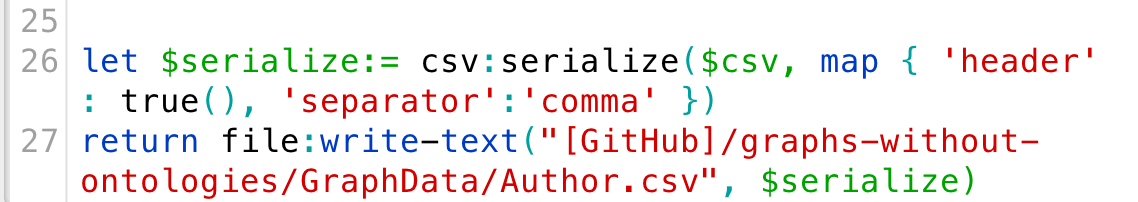 25
26 let $serialize:= csv:serialize($csv, map { 'header'
: true(), 'separator':'comma' })
27 return file:write-text("[GitHub]/graphs-without-
ontologies/GraphData/Author.csv", $serialize)